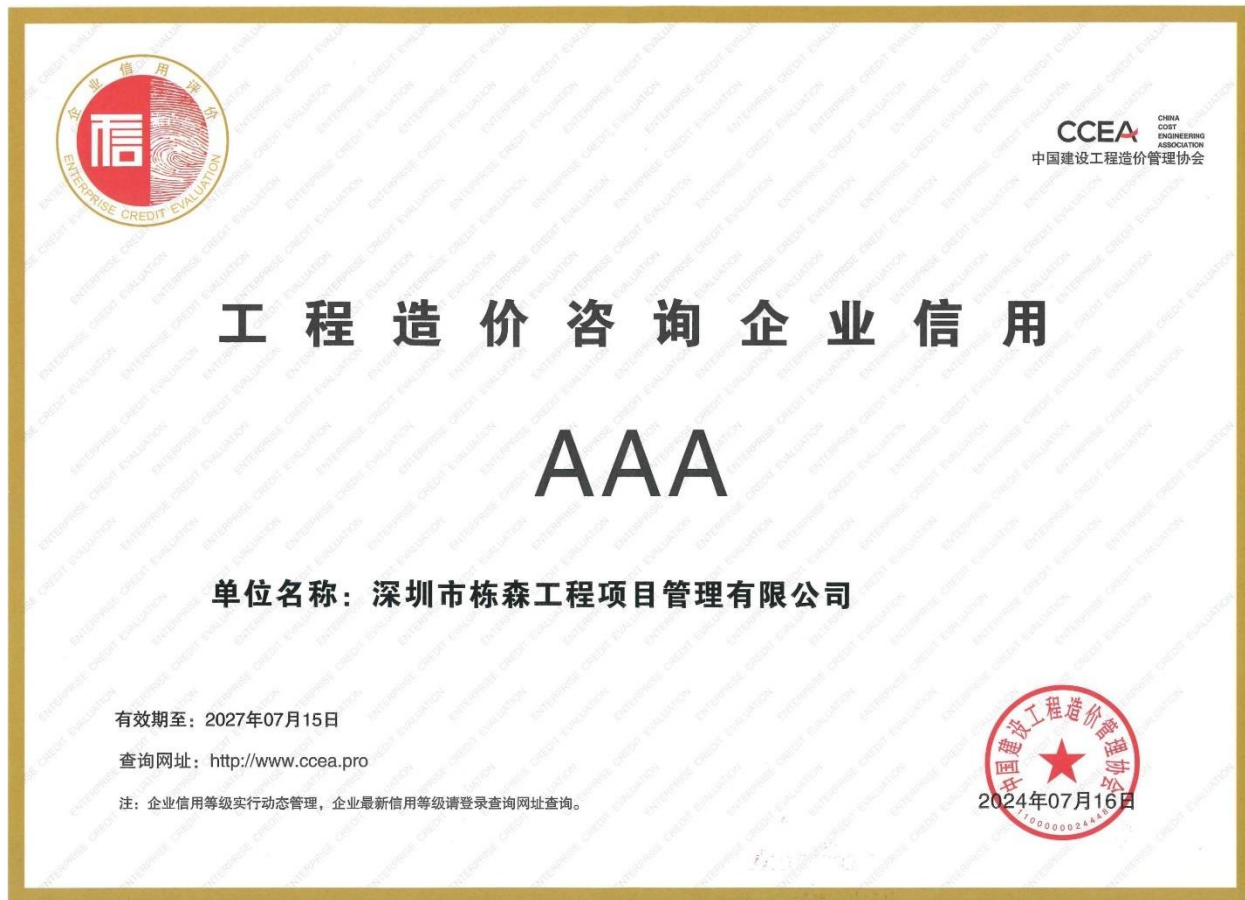 企业信用评价
信
ENTERPRISE CREDIT EVALUATION
CCEA
CHINA
COST
ENGINEERING
ASSOCIATION
中国建设工程造价管理协会
工程造价咨询企业信用
AAA
单位名称：深圳市栋森工程项目管理有限公司
有效期至：2027年07月15日
查询网址：http://www.ccea.pro
注：企业信用等级实行动态管理，企业最新信用等级请登录查询网址查询。
中国建设工程造价管理协会
2024年07月16日